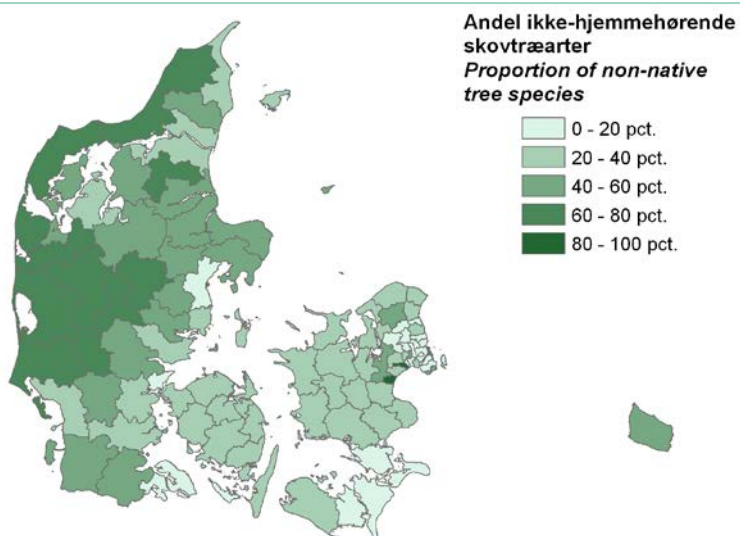 Andel ikke-hjemmehørende
skovtræarter
Proportion of non-native
tree species
0 - 20 pct.
20 - 40 pct.
40 - 60 pct.
60 - 80 pct.
80 - 100 pct.